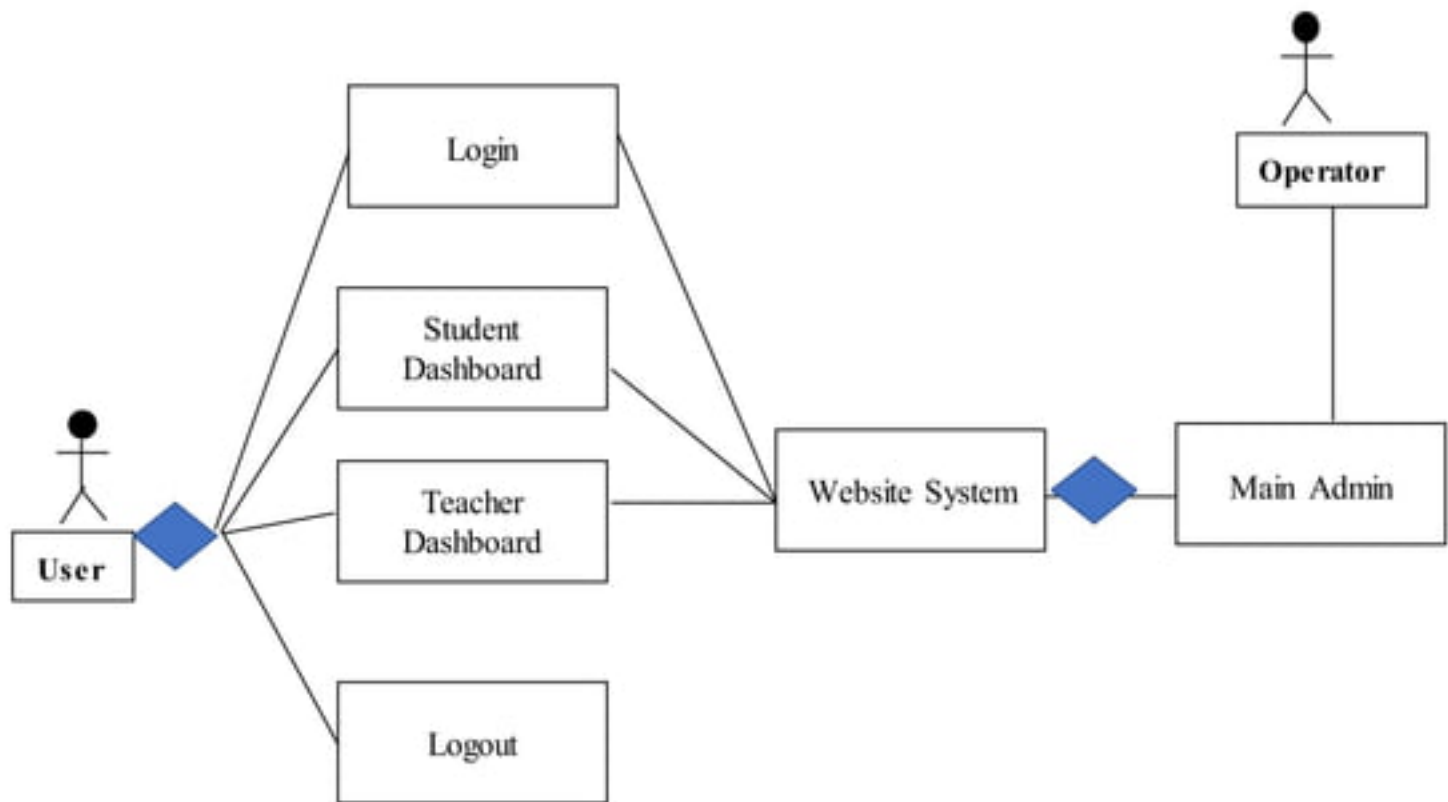 Operator
Login
Student
Dashboard
Teacher
Dashboard
Website System
Main Admin
User
Logout